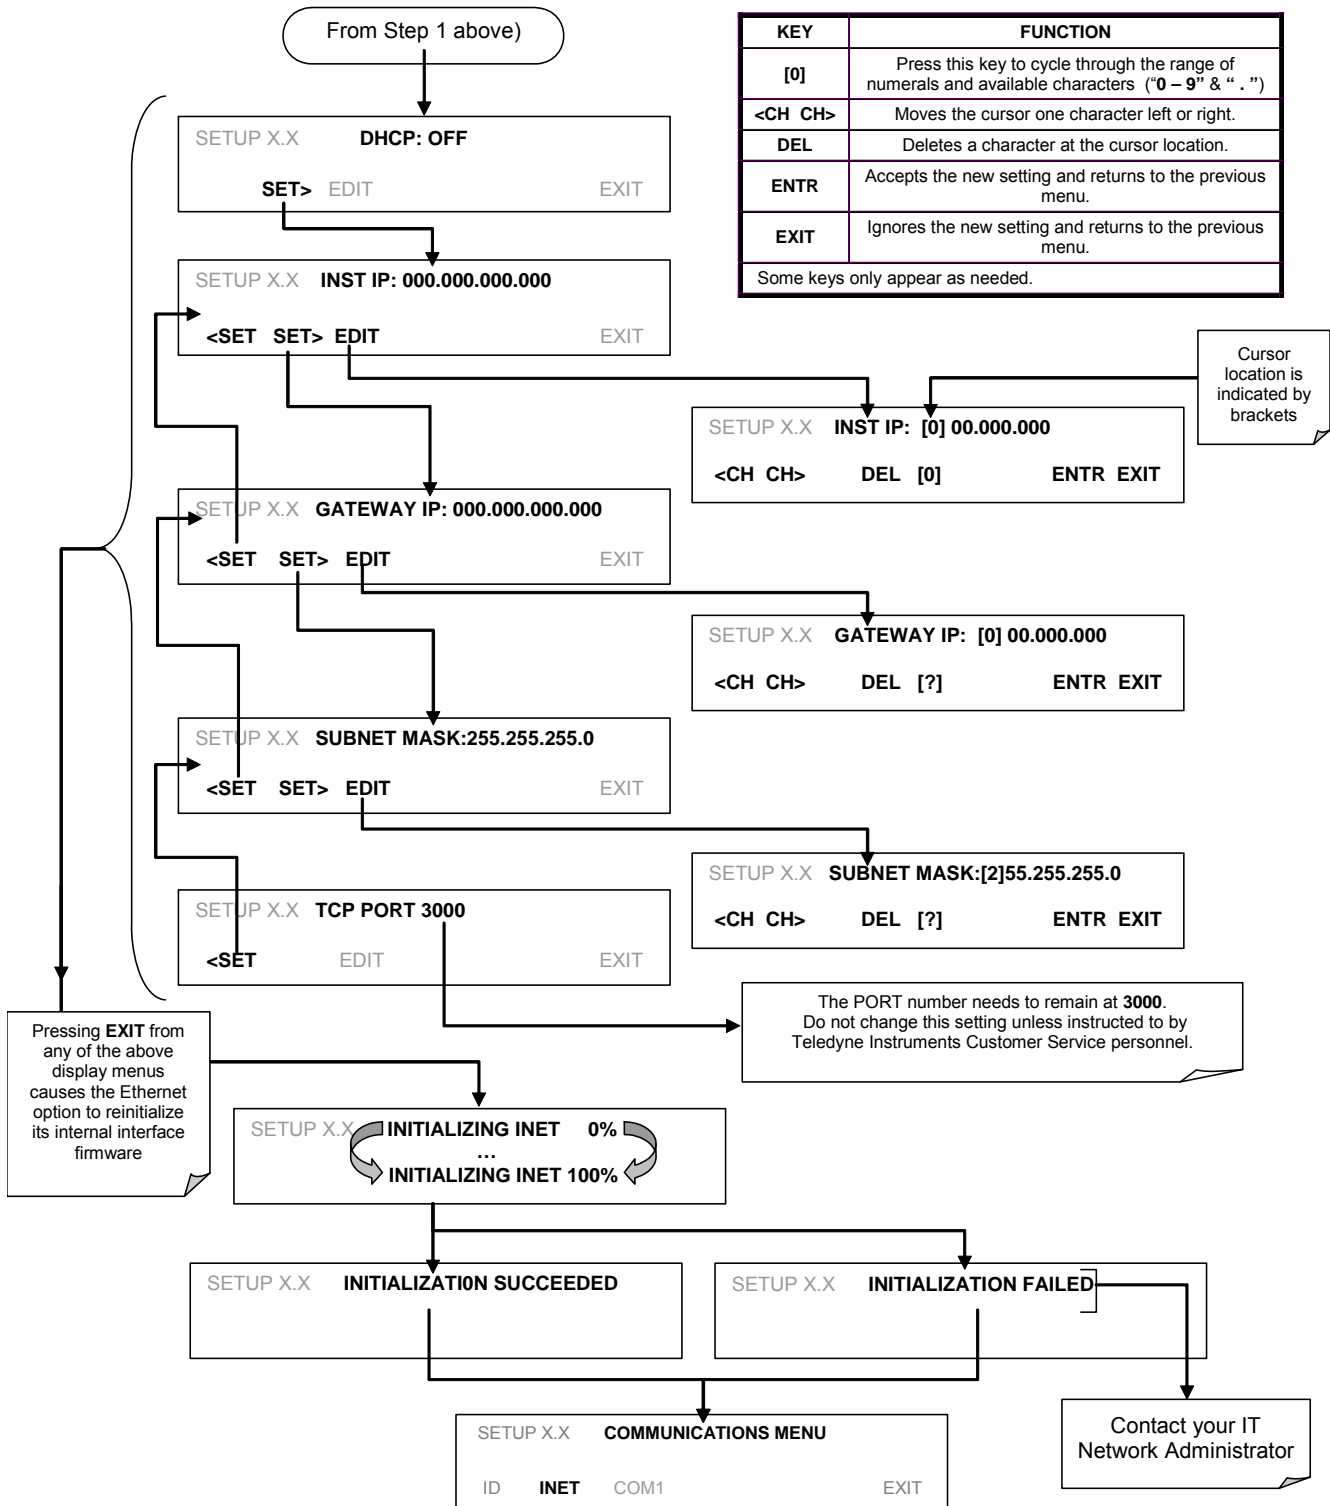 From Step 1 above)
KEY FUNCTION
[0] Press this key to cycle through the range of
numerals and available characters (“0 – 9” & “ . ”)
<CH CH> Moves the cursor one character left or right.
DEL Deletes a character at the cursor location.
ENTR Accepts the new setting and returns to the previous
menu.
EXIT Ignores the new setting and returns to the previous
menu.
Some keys only appear as needed.
SETUP X.X DHCP: OFF
SET> EDIT EXIT
SETUP X.X INST IP: 000.000.000.000
<SET SET> EDIT EXIT
Cursor
location is
indicated by
brackets
SETUP X.X INST IP: [0] 00.000.000
<CH CH> DEL [0] ENTR EXIT
SETUP X.X GATEWAY IP: 000.000.000.000
<SET SET> EDIT EXIT
SETUP X.X GATEWAY IP: [0] 00.000.000
<CH CH> DEL [?] ENTR EXIT
SETUP X.X SUBNET MASK:255.255.255.0
<SET SET> EDIT EXIT
SETUP X.X SUBNET MASK:[2]55.255.255.0
<CH CH> DEL [?] ENTR EXIT
SETUP X.X TCP PORT 3000
<SET EDIT EXIT
The PORT number needs to remain at 3000.
Do not change this setting unless instructed to by
Teledyne Instruments Customer Service personnel.
Pressing EXIT from
any of the above
display menus
causes the Ethernet
option to reinitialize
its internal interface
firmware
SETUP X.X INITIALIZING INET 0%
…
INITIALIZING INET 100%
SETUP X.X INITIALIZATI0N SUCCEEDED
SETUP X.X INITIALIZATION FAILED
Contact your IT
Network Administrator
SETUP X.X COMMUNICATIONS MENU
ID INET COM1 EXIT